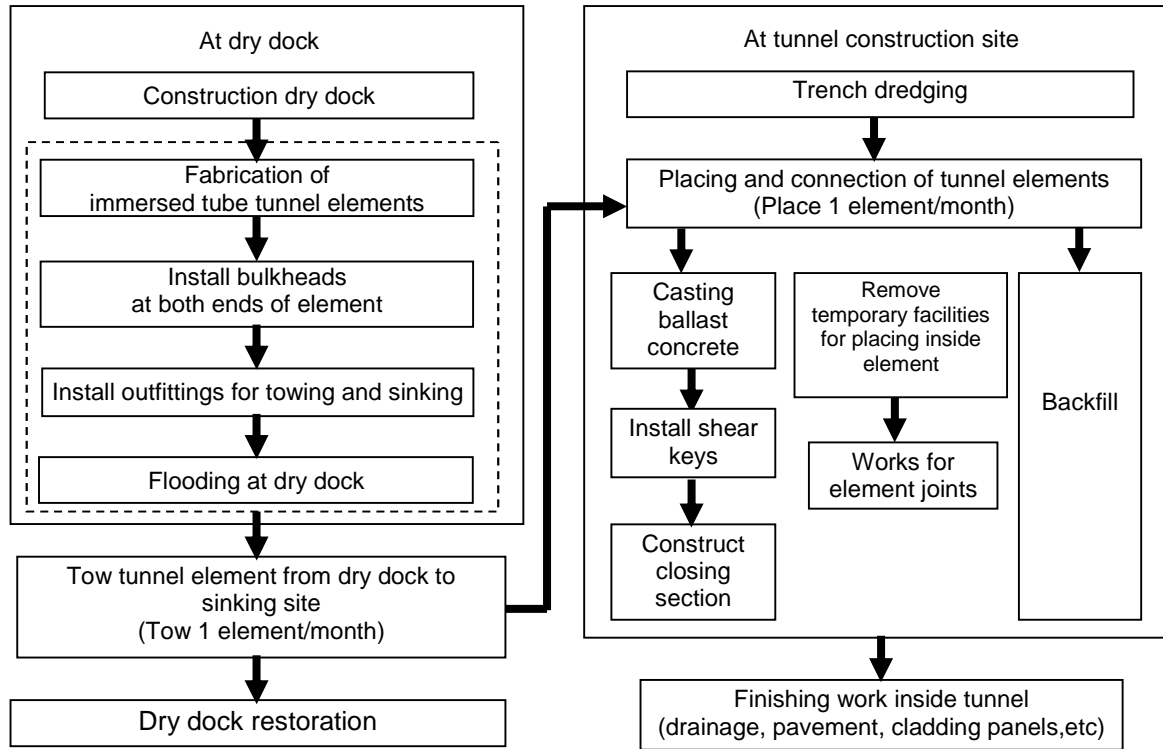 At dry dock
Construction dry dock
Fabrication of
immersed tube tunnel elements
Install bulkheads
at both ends of element
Install outfittings for towing and sinking
Flooding at dry dock
Tow tunnel element from dry dock to
sinking site
(Tow 1 element/month)
Dry dock restoration
At tunnel construction site
Trench dredging
Placing and connection of tunnel elements
(Place 1 element/month)
Casting
ballast
concrete
Install shear
keys
Construct
closing
section
Remove
temporary facilities
for placing inside
element
Works for
element joints
Backfill
Finishing work inside tunnel
(drainage, pavement, cladding panels,etc)